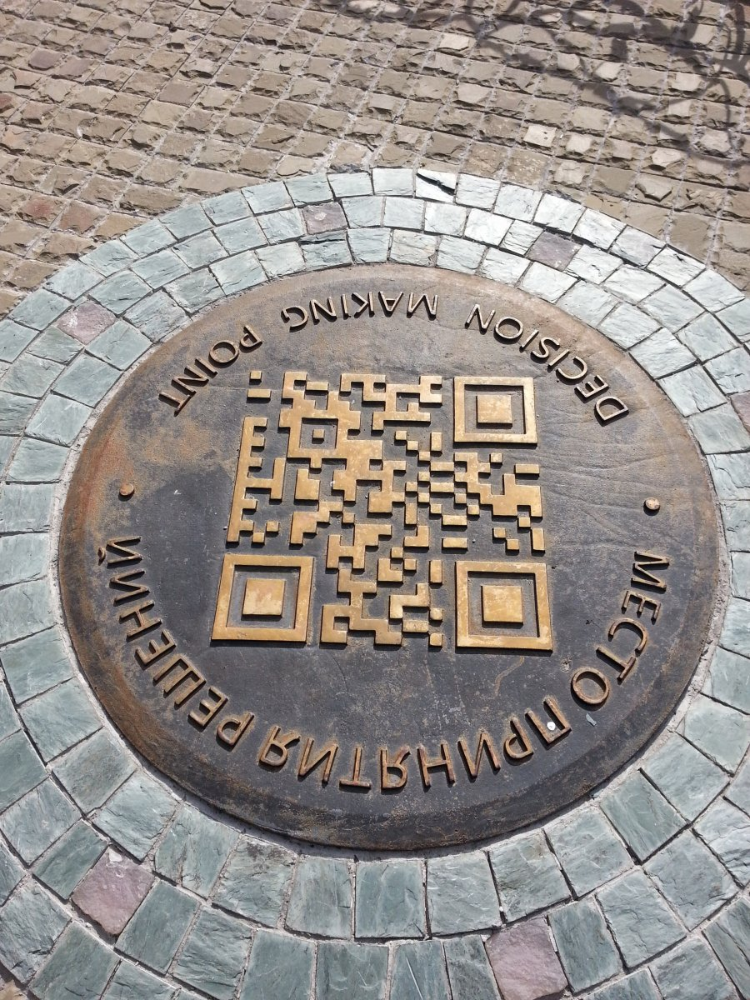 МЕСТО ПРИНЯТИЯ РЕШЕНИЙ
DECISION MAKING POINT